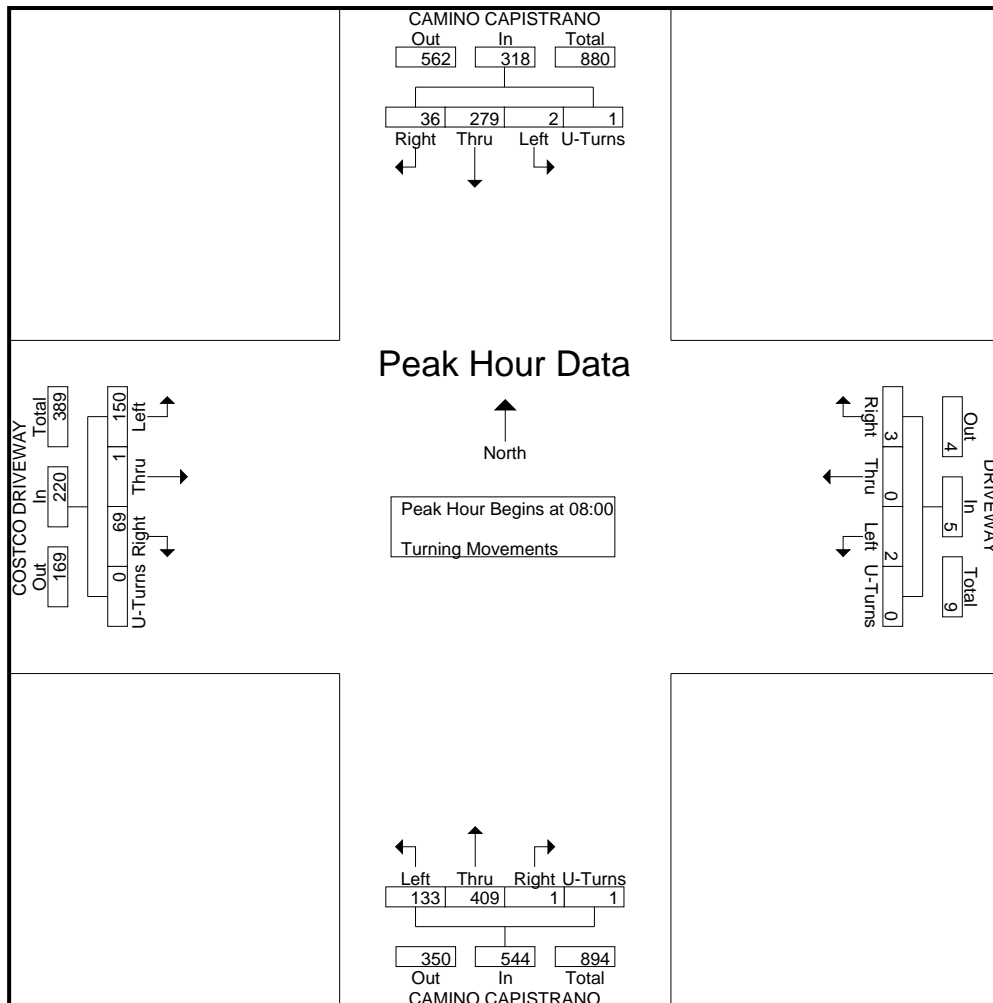 CAMINO CAPISTRANO
Out In Total
562 318 880
36 279 2 1
Right Thru Left U-Turns
Peak Hour Data
North
Peak Hour Begins at 08:00
Turning Movements
COSTCO DRIVEWAY
Out In Total
169 220 389
0 69 1 150
U-Turns Right Thru Left
DRIVEWAY
Out In Total
4 5 9
3 0 2 0
Right Thru Left U-Turns
Left Thru Right U-Turns
133 409 1 1
350 544 894
Out In Total
CAMINO CAPISTRANO